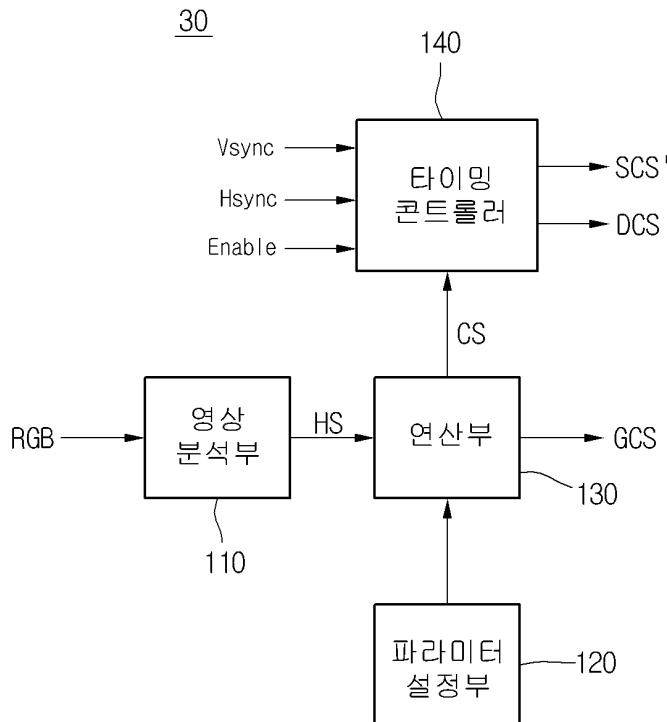 30
140
Vsync
Hsync
Enable
타이밍
콘트롤러
SCS'
DCS
CS
RGB
영상
분석부
HS
연산부
GCS
110
130
파라미터
설정부
120